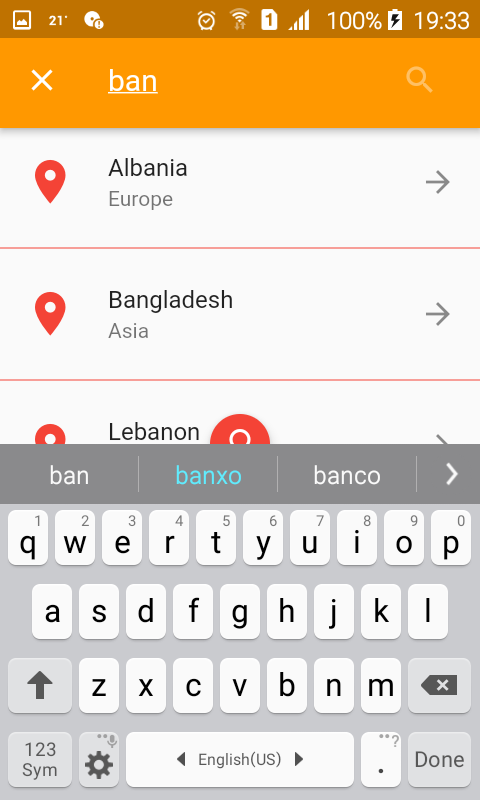 21° 1 100% 19:33
ban
Albania
Europe
Bangladesh
Asia
Lebanon
ban banxo banco
1 2 3 4 5 6 7 8 9 0
q w e r t y u i o p
a s d f g h j k l
z x c v b n m
123 Sym English(US) . ? Done